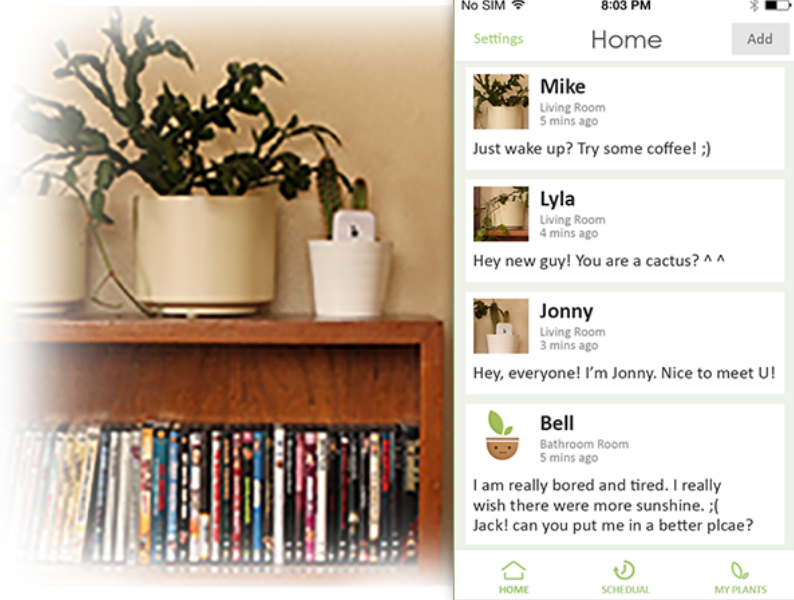 No SIM 8:03 PM
Settings Home Add
Mike
Living Room
5 mins ago
Just wake up? Try some coffee! ;)
Lyla
Living Room
4 mins ago
Hey new guy! You are a cactus? ^ ^
Jonny
Living Room
3 mins ago
Hey, everyone! I'm Jonny. Nice to meet U!
Bell
Bathroom Room
5 mins ago
I am really bored and tired. I really
wish there were more sunshine. ;(
Jack! can you put me in a better plcae?
HOME SCHEDUAL MY PLANTS